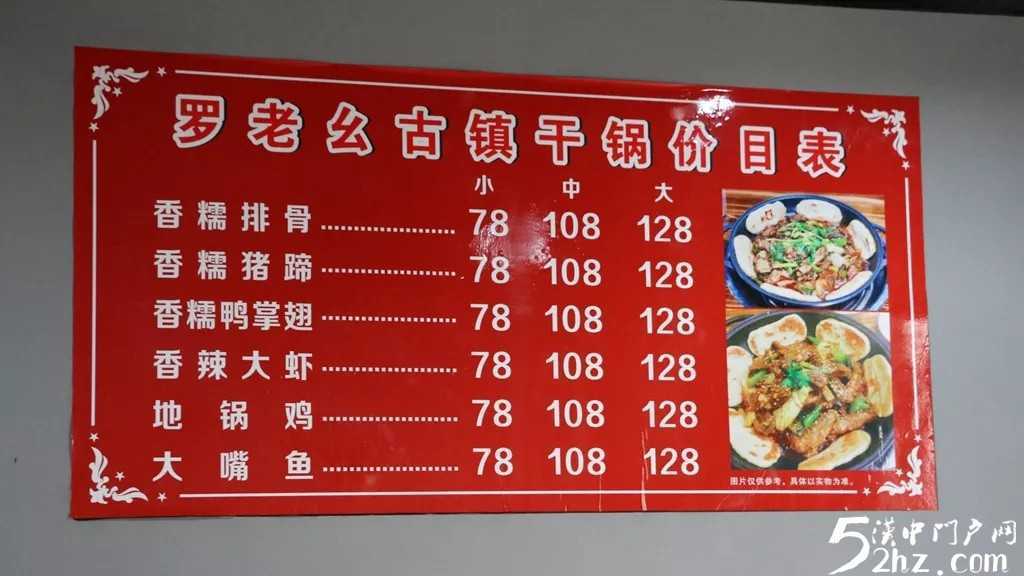 罗老幺古镇干锅价目表
小 中 大
香糯排骨........................ 78 108 128
香糯猪蹄........................ 78 108 128
香糯鸭掌翅........................ 78 108 128
香辣大虾........................ 78 108 128
地锅鸡........................ 78 108 128
大嘴鱼........................ 78 108 128
图片仅供参考，具体以实物为准。
52hz.com
漢中门户网